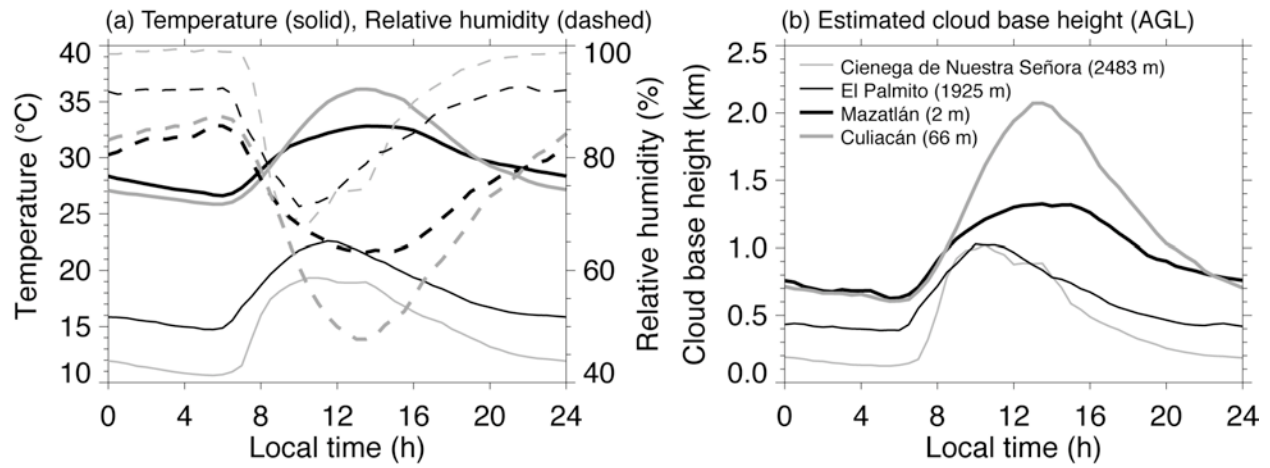 (a) Temperature (solid), Relative humidity (dashed)
40
35
30
25
20
15
10
Temperature (°C)
100
80
60
40
Relative humidity (%)
0 4 8 12 16 20 24
Local time (h)
(b) Estimated cloud base height (AGL)
2.5
2.0
1.5
1.0
0.5
0.0
Cloud base height (km)
Cienega de Nuestra Señora (2483 m)
El Palmito (1925 m)
Mazatlán (2 m)
Culiacán (66 m)
0 4 8 12 16 20 24
Local time (h)